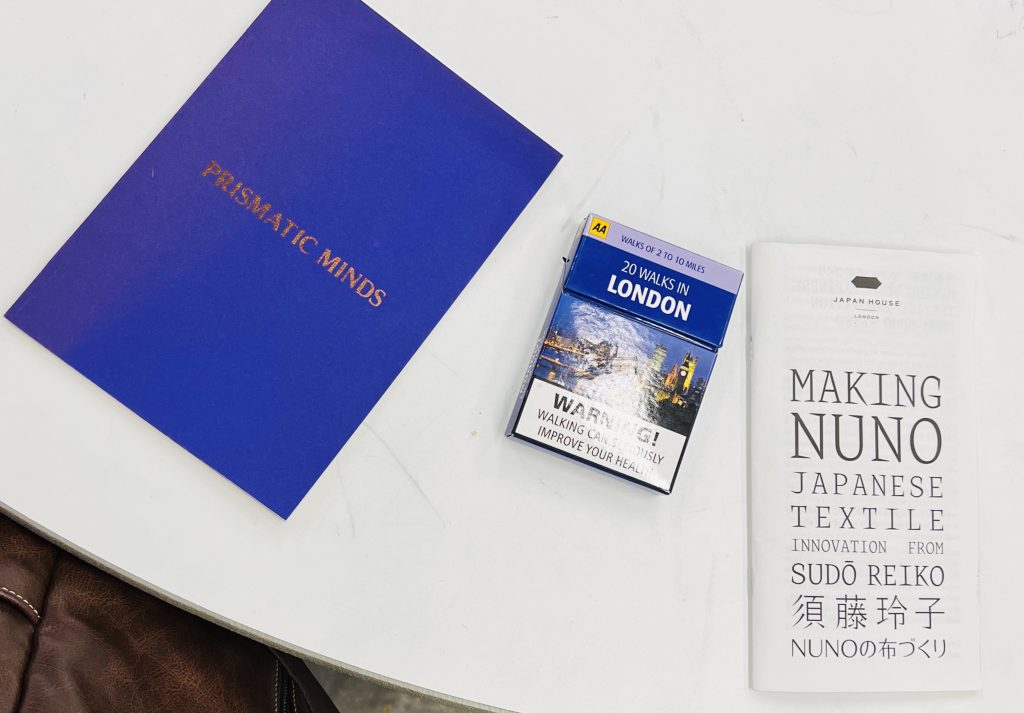 PRISMATIC MINDS
AA
WALKS OF 2 TO 10 MILES
20 WALKS IN
LONDON
WARNING!
WALKING CAN SERIOUSLY
IMPROVE YOUR HEALTH
JAPAN HOUSE
LONDON
MAKING
NUNO
JAPANESE
TEXTILE
INNOVATION FROM
SUDŌ REIKO
須藤玲子
NUNOの布づくり